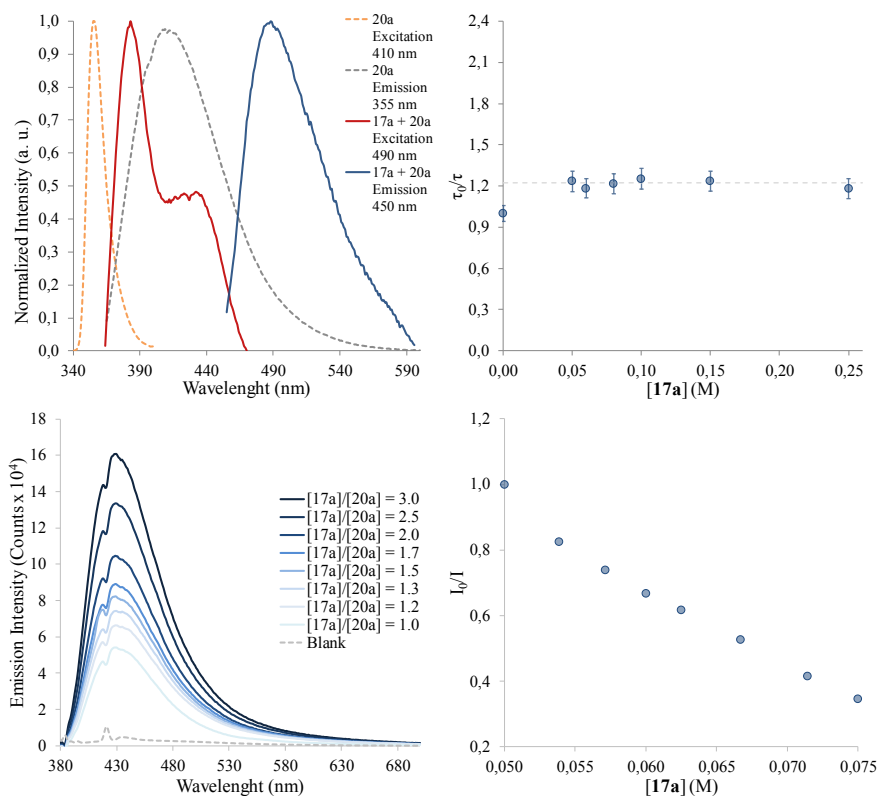 1,0
0,9
0,8
0,7
0,6
0,5
0,4
0,3
0,2
0,1
0,0
Normalized Intensity (a. u.)
340 390 440 490 540 590
Wavelenght (nm)
20a
Excitation
410 nm
20a
Emission
355 nm
17a + 20a
Excitation
490 nm
17a + 20a
Emission
450 nm
2,4
2,1
1,8
1,5
1,2
0,9
0,6
0,3
0,0
τ₀/τ
0,00 0,05 0,10 0,15 0,20 0,25
[17a] (M)
18
16
14
12
10
8
6
4
2
0
Emission Intensity (Counts x 10⁴)
380 430 480 530 580 630 680
Wavelenght (nm)
[17a]/[20a] = 3.0
[17a]/[20a] = 2.5
[17a]/[20a] = 2.0
[17a]/[20a] = 1.7
[17a]/[20a] = 1.5
[17a]/[20a] = 1.3
[17a]/[20a] = 1.2
[17a]/[20a] = 1.0
Blank
1,2
1,0
0,8
0,6
0,4
0,2
I₀/I
0,050 0,055 0,060 0,065 0,070 0,075
[17a] (M)